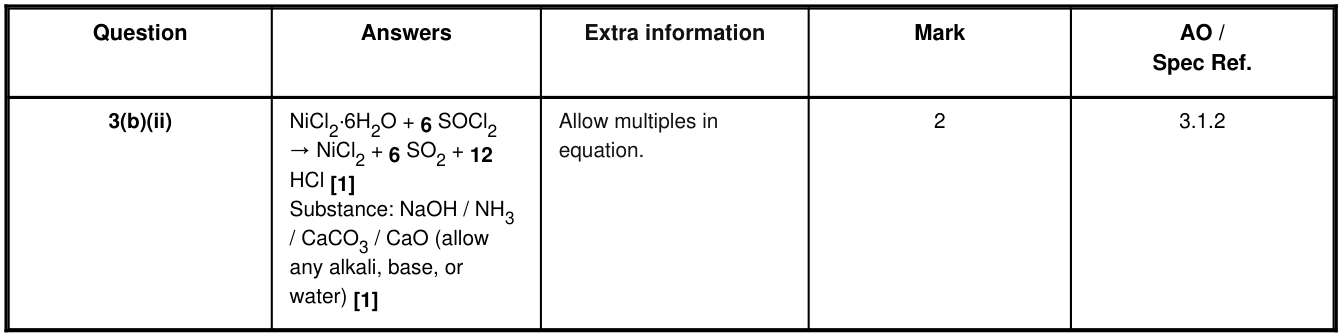 Question Answers Extra information Mark AO /
Spec Ref.
3(b)(ii) NiCl₂·6H₂O + 6 SOCl₂ Allow multiples in 2 3.1.2
→ NiCl₂ + 6 SO₂ + 12 equation.
HCl [1]
Substance: NaOH / NH₃
/ CaCO₃ / CaO (allow
any alkali, base, or
water) [1]